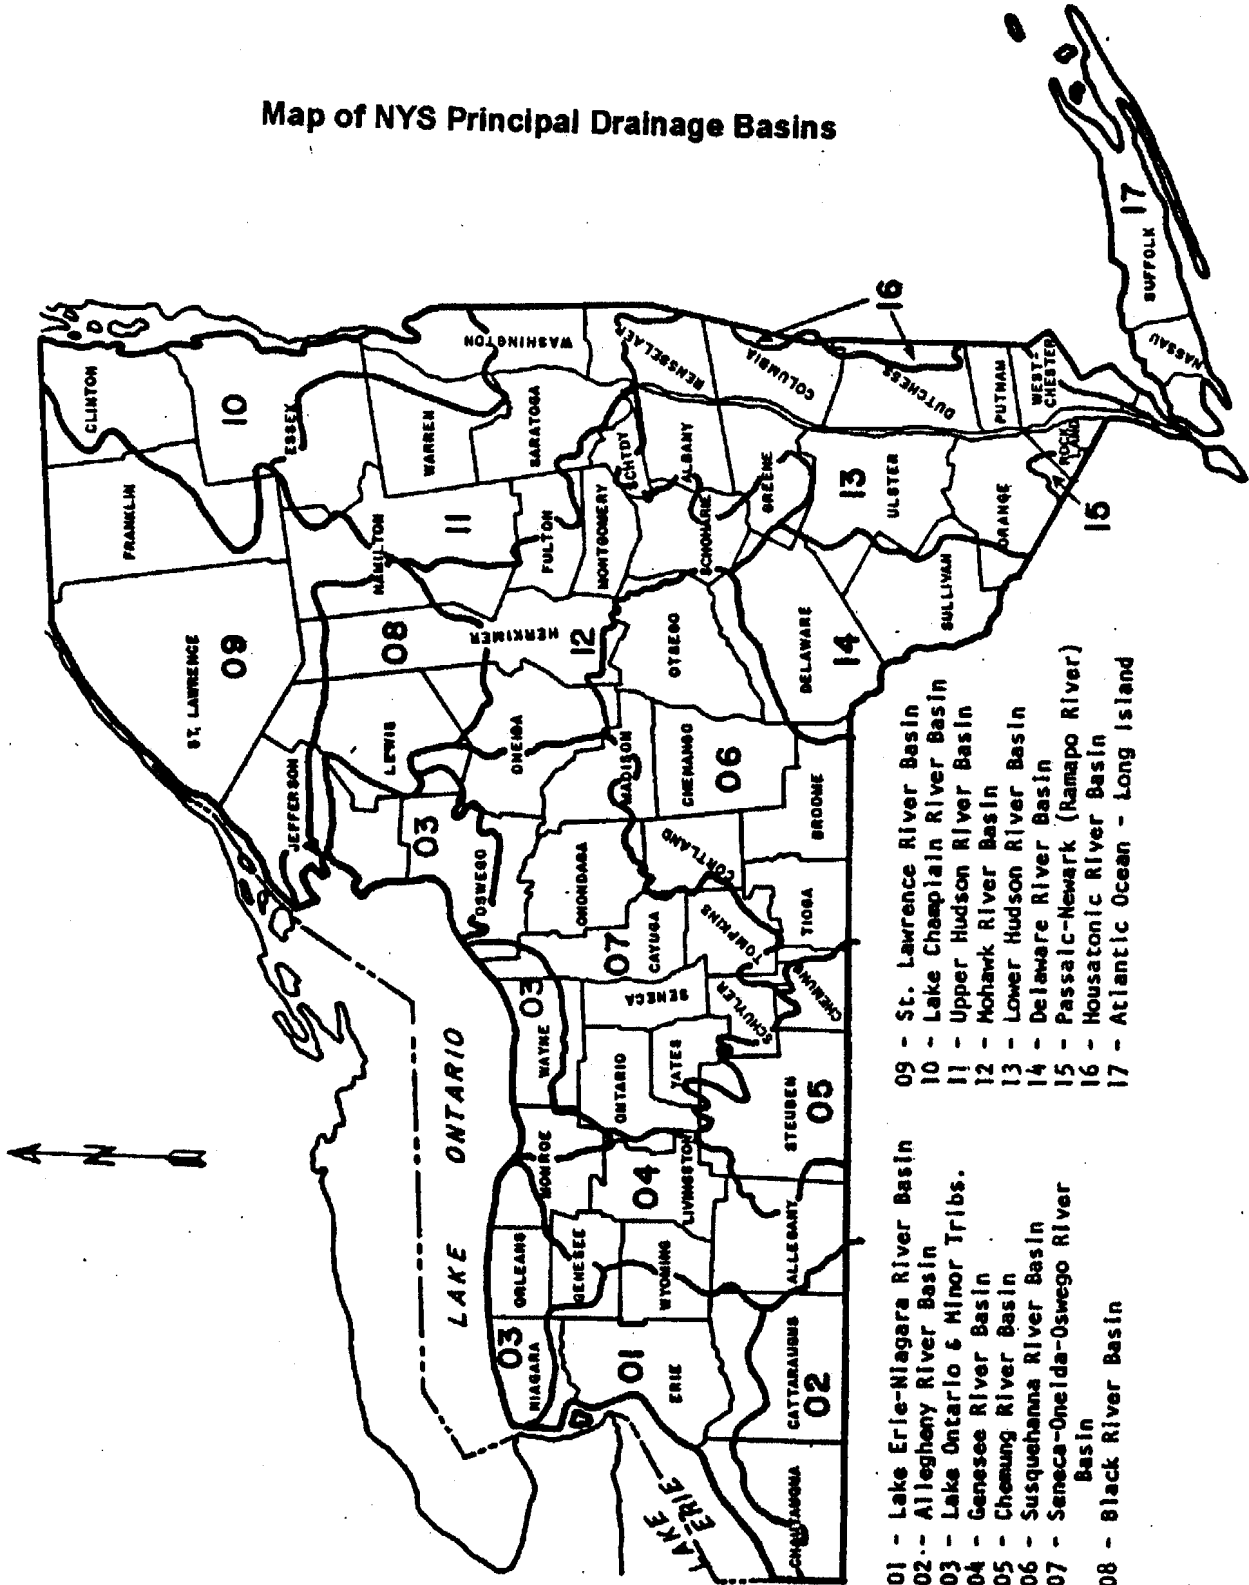 Map of NYS Principal Drainage Basins
N
CLINTON
FRANKLIN
10
ESSEX
ST. LAWRENCE
09
JEFFERSON
LEWIS
08
HAMILTON
11
WARREN
WASHINGTON
HERKIMER
12
FULTON
SARATOGA
ONEIDA
03
OSWEGO
MONTGOMERY
SCHTDY
RENSSELAER
LAKE ONTARIO
03
NIAGARA
ORLEANS
MONROE
WAYNE
03
GENESEE
ONTARIO
SENECA
07
CAYUGA
ONONDAGA
MADISON
OTSEGO
SCHOHARIE
ALBANY
COLUMBIA
16
01
ERIE
WYOMING
04
LIVINGSTON
YATES
SCHUYLER
TOMPKINS
CORTLAND
CHENANGO
06
GREENE
LAKE ERIE
CHAUTAUQUA
CATTARAUGUS
02
ALLEGANY
STEUBEN
05
CHEMUNG
TIOGA
BROOME
DELAWARE
14
13
ULSTER
DUTCHESS
SULLIVAN
ORANGE
PUTNAM
15
ROCK-
LAND
WEST-
CHESTER
NASSAU
SUFFOLK
17
01 - Lake Erie-Niagara River Basin
02 - Allegheny River Basin
03 - Lake Ontario & Minor Tribs.
04 - Genesee River Basin
05 - Chemung River Basin
06 - Susquehanna River Basin
07 - Seneca-Oneida-Oswego River
Basin
08 - Black River Basin
09 - St. Lawrence River Basin
10 - Lake Champlain River Basin
11 - Upper Hudson River Basin
12 - Mohawk River Basin
13 - Lower Hudson River Basin
14 - Delaware River Basin
15 - Passaic-Newark (Ramapo River)
16 - Housatonic River Basin
17 - Atlantic Ocean - Long Island